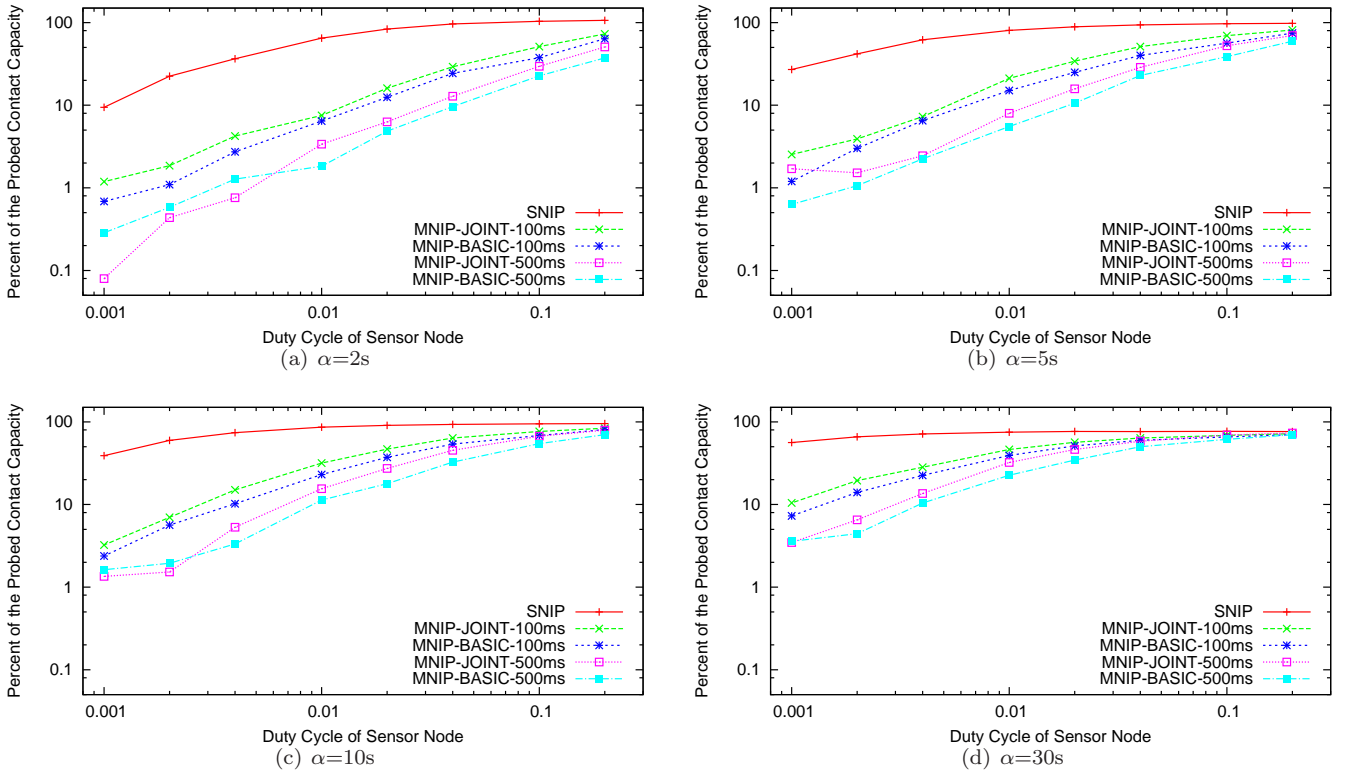 Percent of the Probed Contact Capacity
100
10
1
0.1
0.001
0.01
0.1
SNIP
MNIP-JOINT-100ms
MNIP-BASIC-100ms
MNIP-JOINT-500ms
MNIP-BASIC-500ms
Duty Cycle of Sensor Node
(a) α=2s
Percent of the Probed Contact Capacity
100
10
1
0.1
0.001
0.01
0.1
SNIP
MNIP-JOINT-100ms
MNIP-BASIC-100ms
MNIP-JOINT-500ms
MNIP-BASIC-500ms
Duty Cycle of Sensor Node
(b) α=5s
Percent of the Probed Contact Capacity
100
10
1
0.1
0.001
0.01
0.1
SNIP
MNIP-JOINT-100ms
MNIP-BASIC-100ms
MNIP-JOINT-500ms
MNIP-BASIC-500ms
Duty Cycle of Sensor Node
(c) α=10s
Percent of the Probed Contact Capacity
100
10
1
0.1
0.001
0.01
0.1
SNIP
MNIP-JOINT-100ms
MNIP-BASIC-100ms
MNIP-JOINT-500ms
MNIP-BASIC-500ms
Duty Cycle of Sensor Node
(d) α=30s